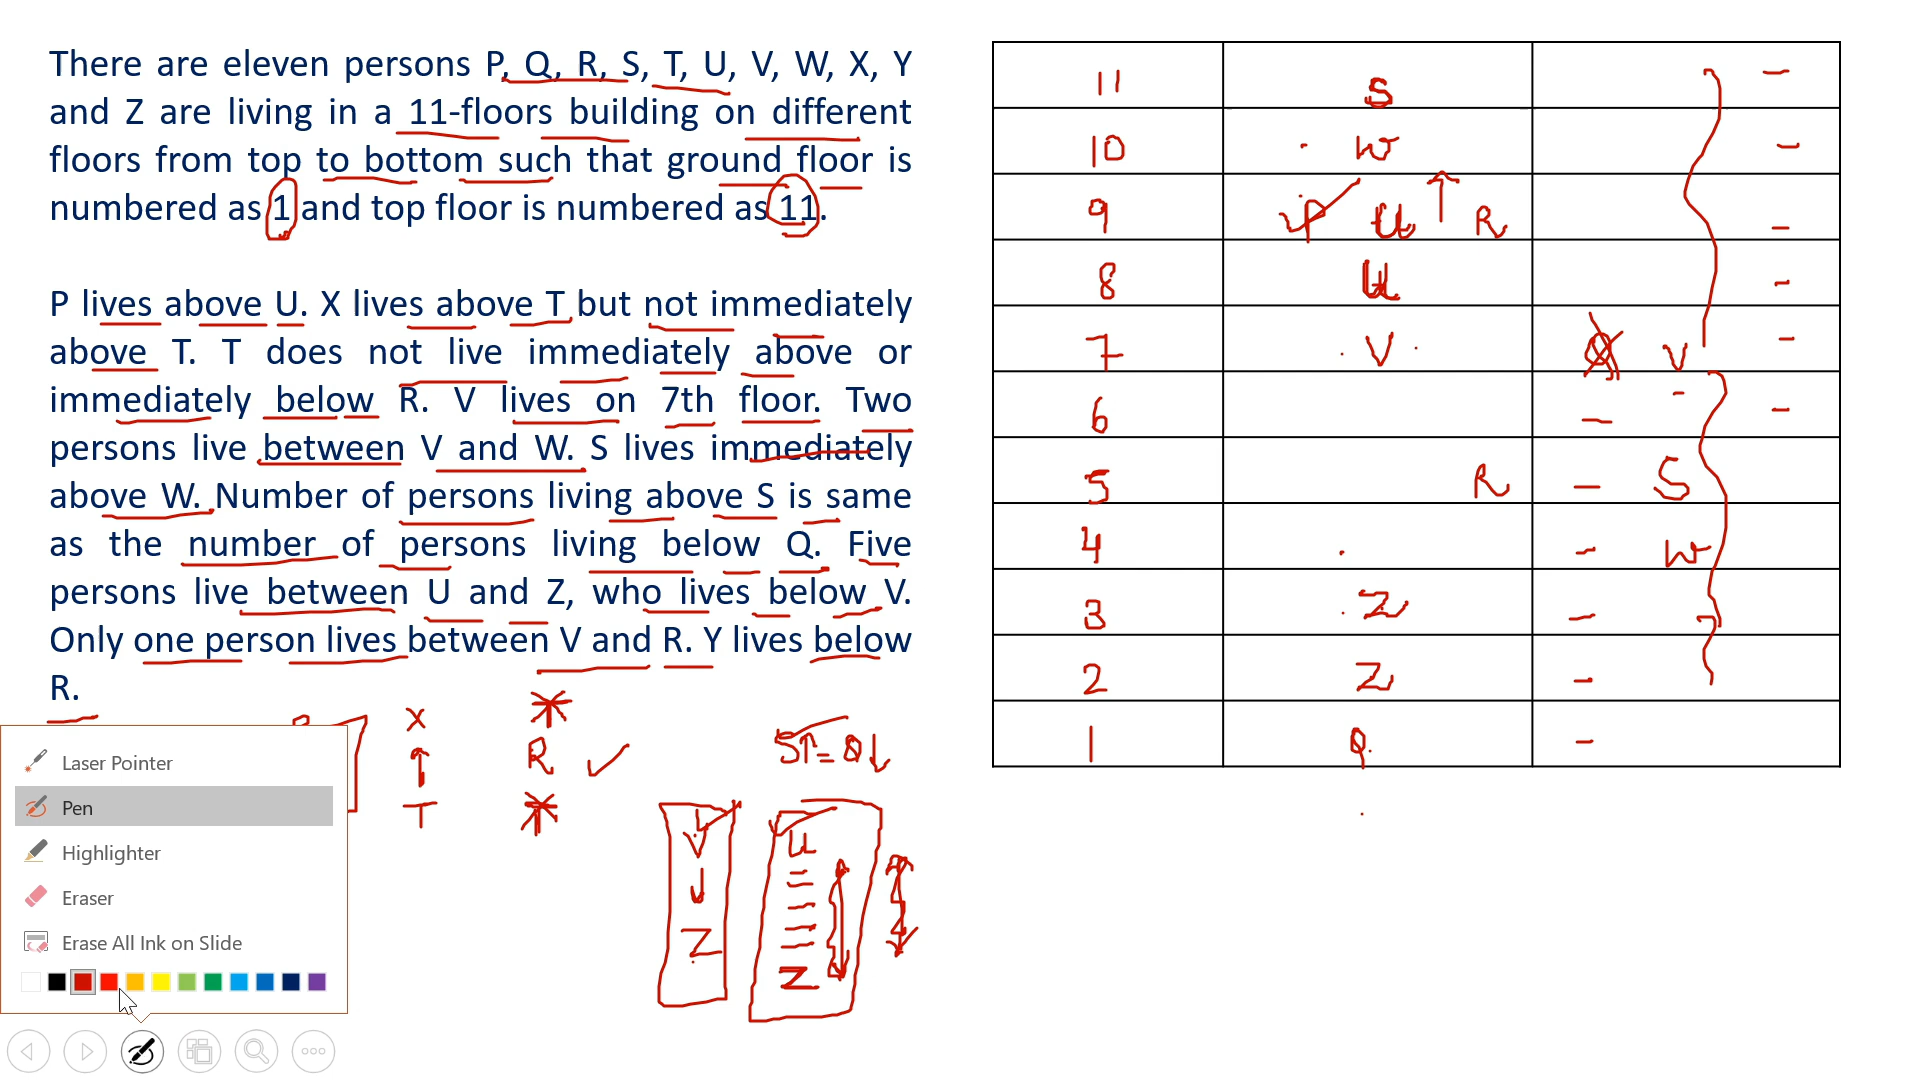 There are eleven persons P, Q, R, S, T, U, V, W, X, Y
and Z are living in a 11-floors building on different
floors from top to bottom such that ground floor is
numbered as 1 and top floor is numbered as 11.
P lives above U. X lives above T but not immediately
above T. T does not live immediately above or
immediately below R. V lives on 7th floor. Two
persons live between V and W. S lives immediately
above W. Number of persons living above S is same
as the number of persons living below Q. Five
persons live between U and Z, who lives below V.
Only one person lives between V and R. Y lives below
R.
X
T
R
S↑=Q↓
V
↓
Z
U
Z
Laser Pointer
Pen
Highlighter
Eraser
Erase All Ink on Slide
11 S
10 W
9 P U ↑ R
8 U
7 V Q V
6
5 R S
4 W
3 Z
2 Z
1 Q